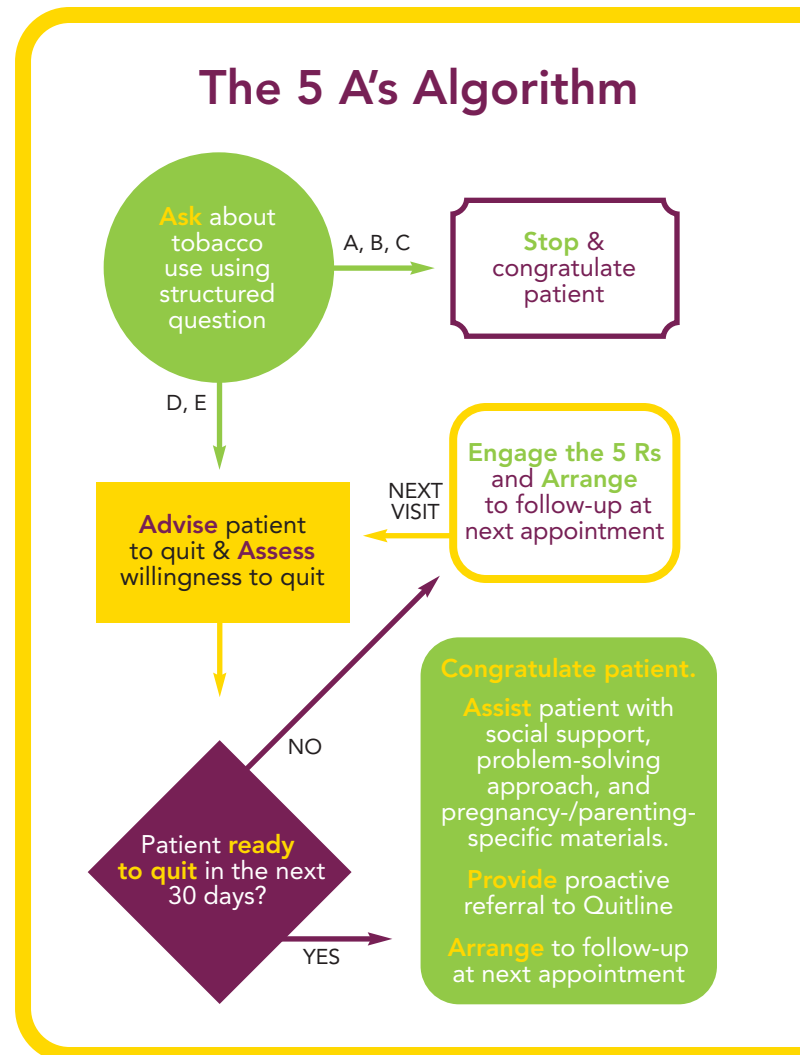 The 5 A's Algorithm
Ask about
tobacco
use using
structured
question
A, B, C
Stop &
congratulate
patient
D, E
Engage the 5 Rs
and Arrange
to follow-up at
next appointment
NEXT
VISIT
Advise patient
to quit & Assess
willingness to quit
NO
Patient ready
to quit in the next
30 days?
YES
Congratulate patient.
Assist patient with
social support,
problem-solving
approach, and
pregnancy-/parenting-
specific materials.
Provide proactive
referral to Quitline
Arrange to follow-up
at next appointment